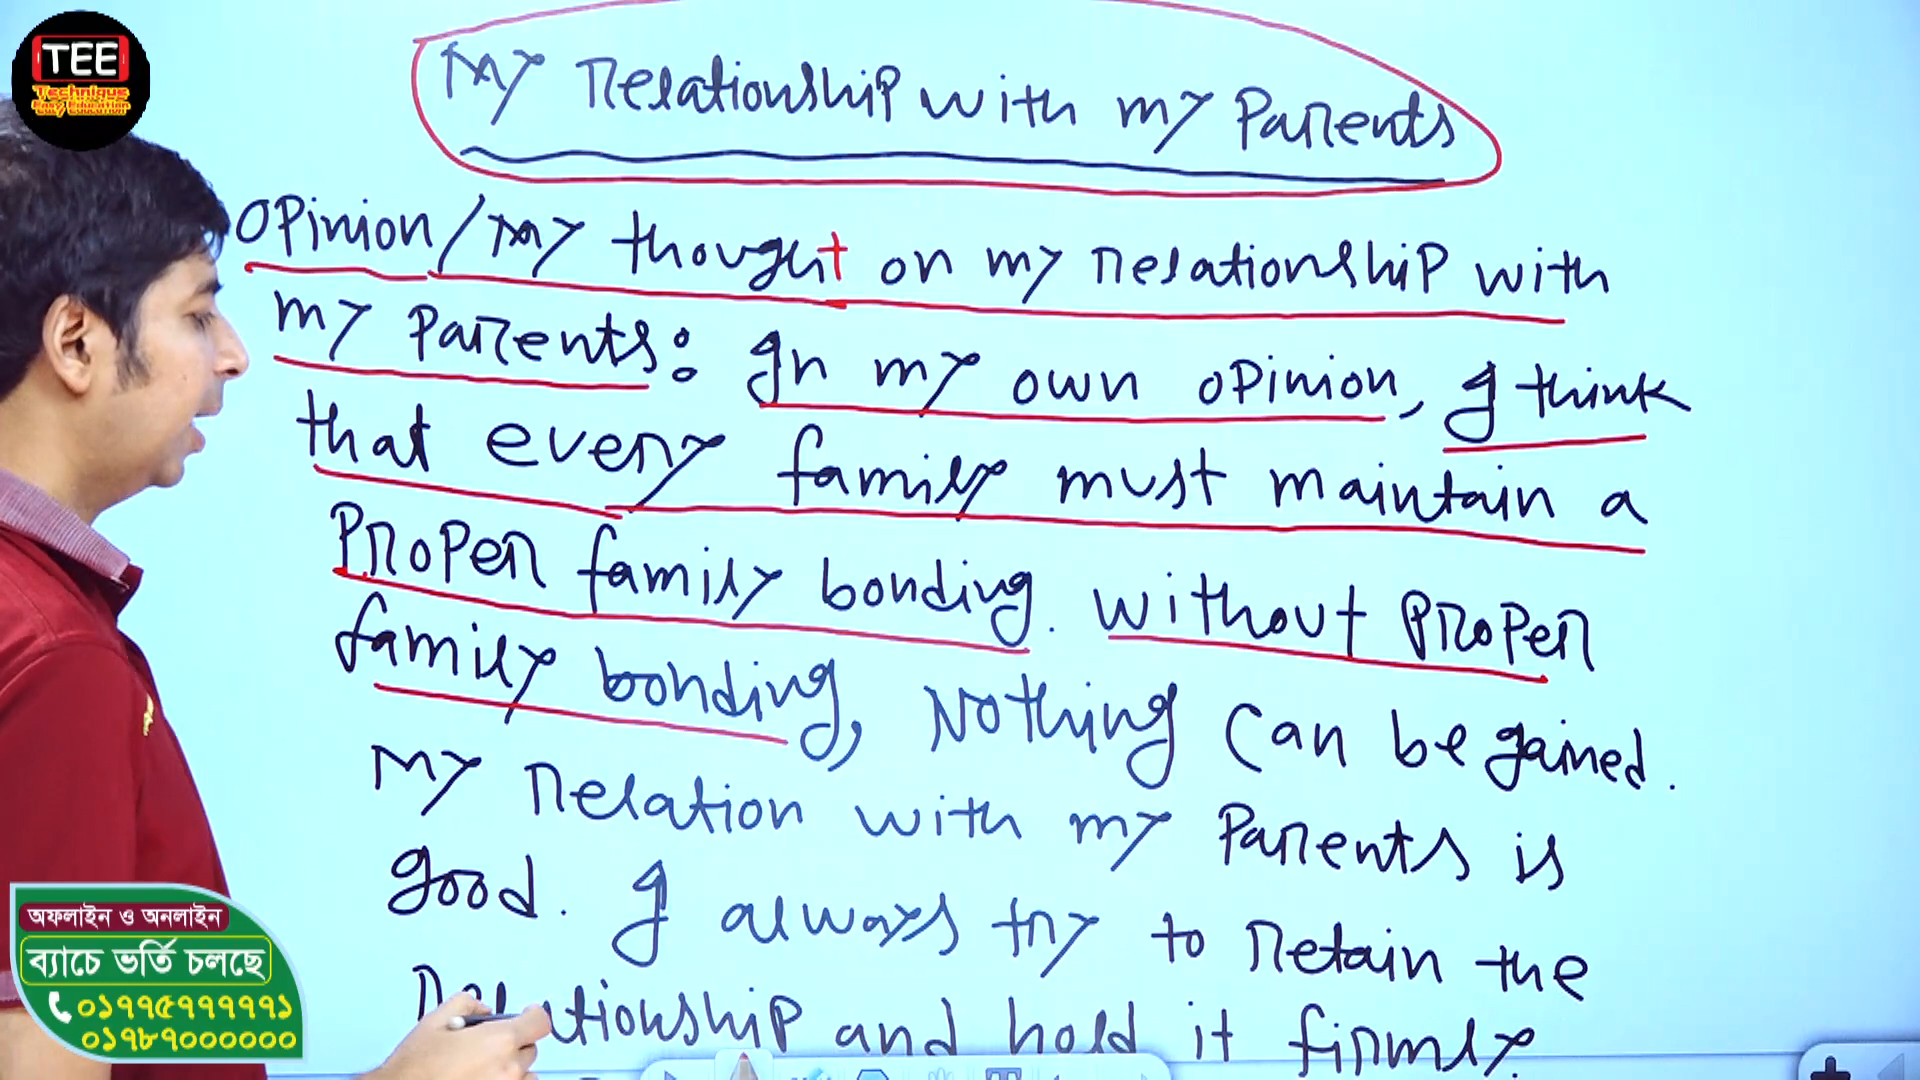 TEE
Technique
Easy Education
My Relationship with my Parents
Opinion/My thought on my relationship with
my parents: In my own opinion, I think
that every family must maintain a
proper family bonding. without proper
family bonding, Nothing can be gained.
My relation with my Parents is
good. I always try to retain the
Relationship and hold it firmly.
অফলাইন ও অনলাইন
ব্যাচে ভর্তি চলছে
০১৭৭৫৭৭৭৭৭১
০১৭৮৭০০০০০০